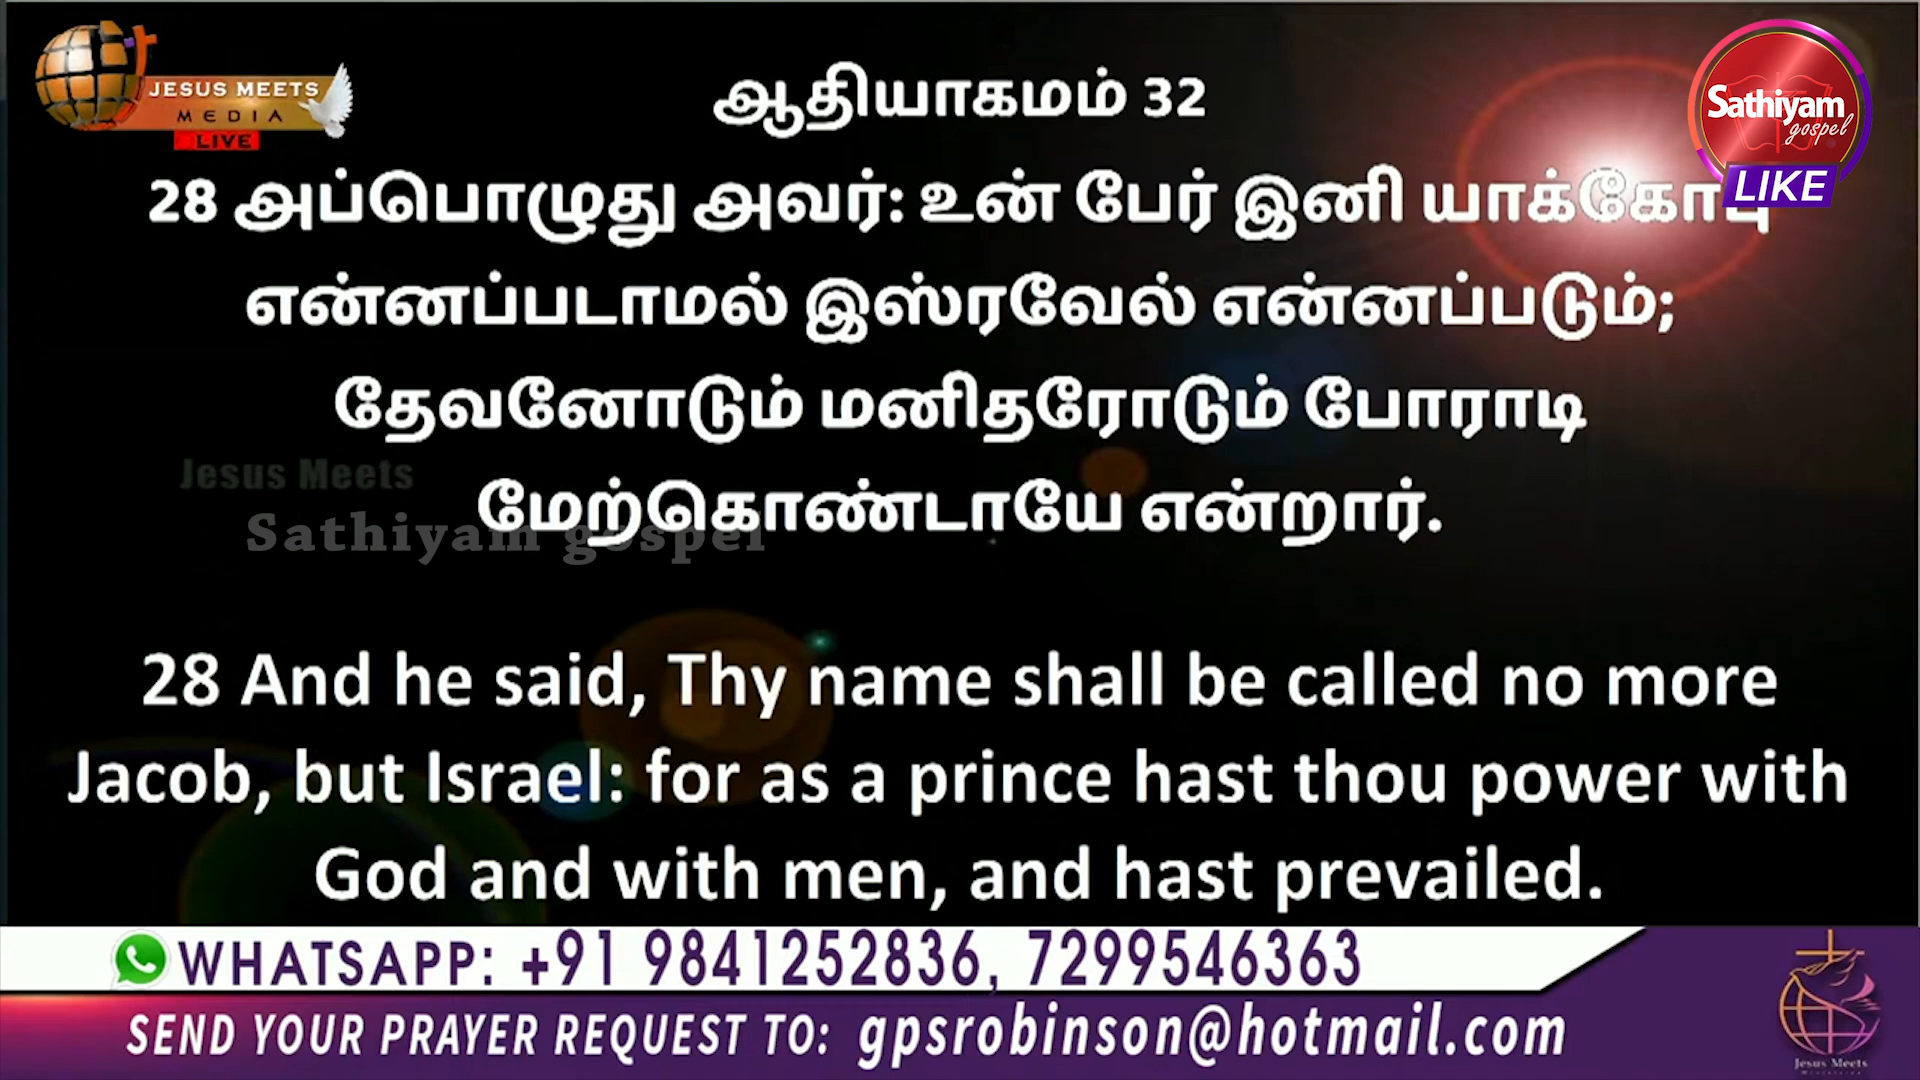 JESUS MEETS
MEDIA
LIVE
Sathiyam
gospel
LIKE
ஆதியாகமம் 32
28 அப்பொழுது அவர்: உன் பேர் இனி யாக்கோபு
என்னப்படாமல் இஸ்ரவேல் என்னப்படும்;
தேவனோடும் மனிதரோடும் போராடி
மேற்கொண்டாயே என்றார்.
Jesus Meets
Sathiyam gospel
28 And he said, Thy name shall be called no more
Jacob, but Israel: for as a prince hast thou power with
God and with men, and hast prevailed.
WHATSAPP: +91 9841252836, 7299546363
SEND YOUR PRAYER REQUEST TO: gpsrobinson@hotmail.com
Jesus Meets